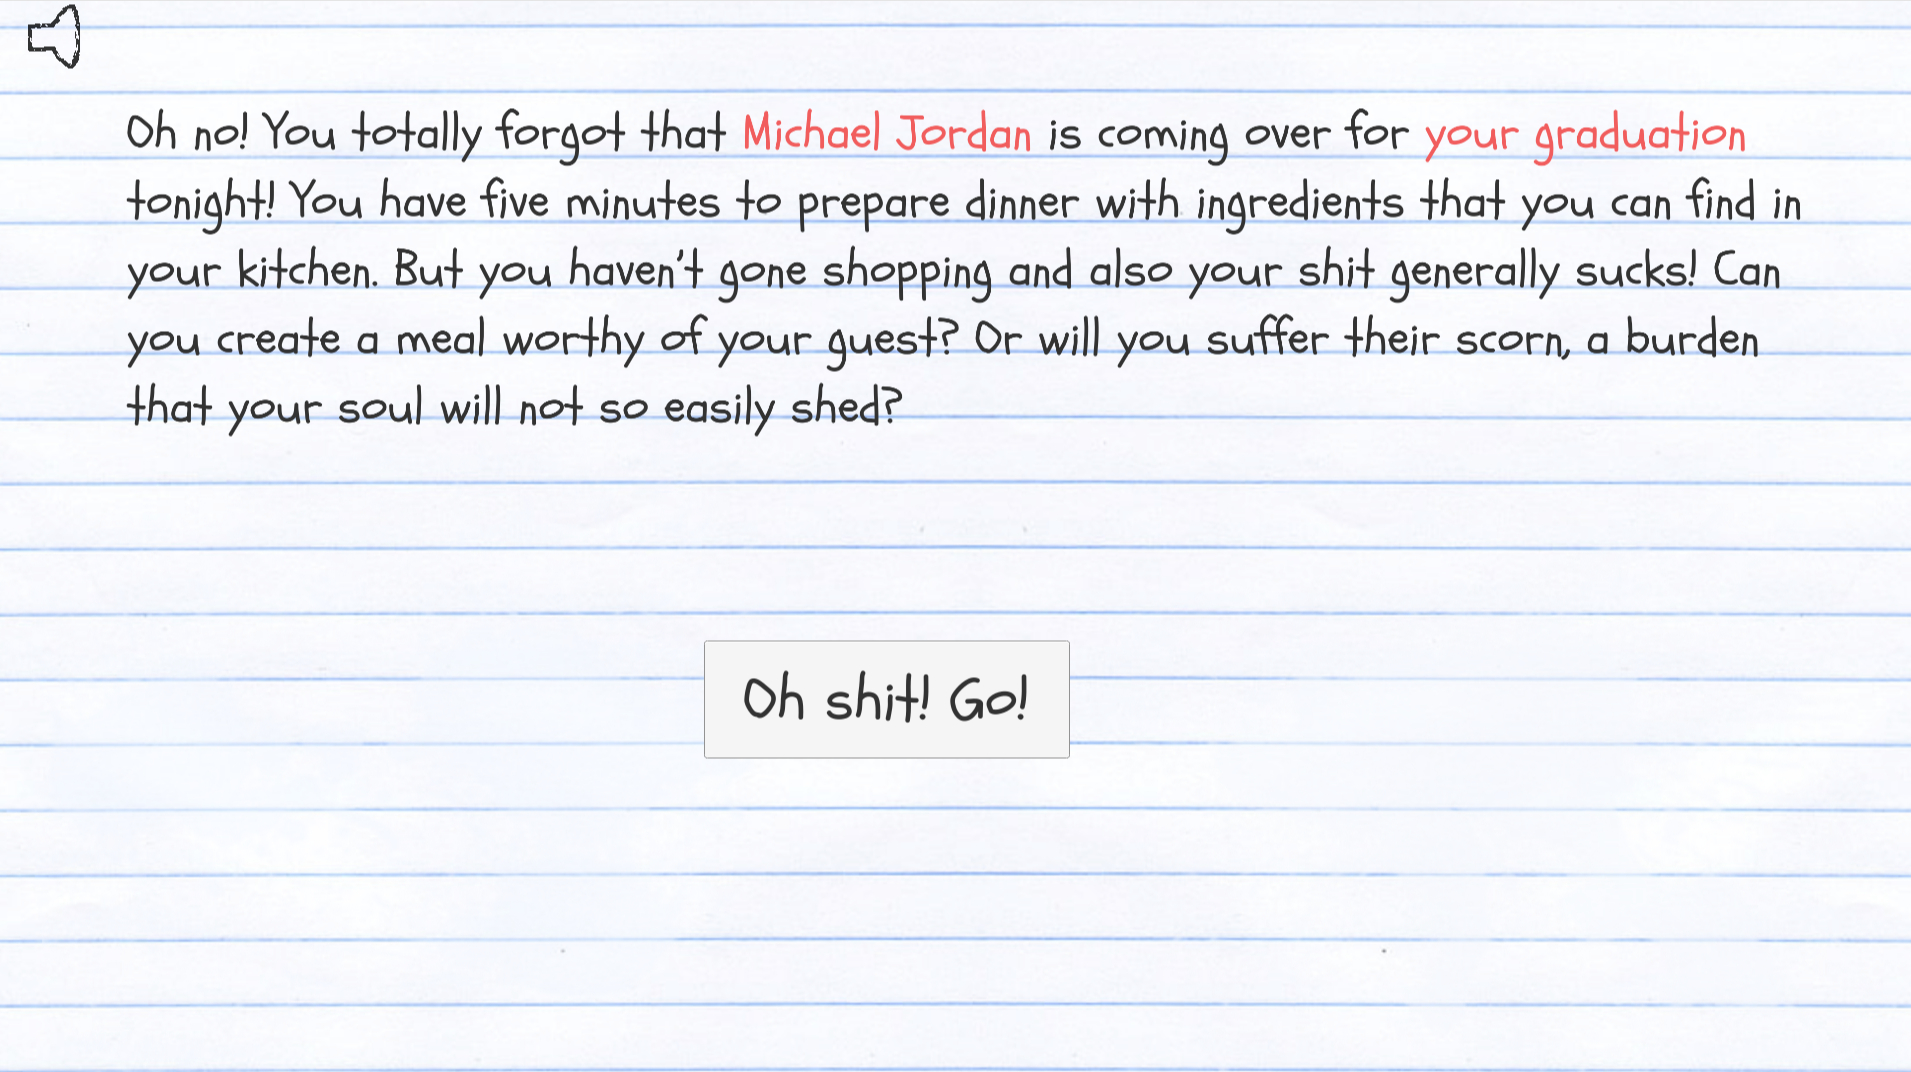 Oh no! You totally forgot that Michael Jordan is coming over for your graduation
tonight! You have five minutes to prepare dinner with ingredients that you can find in
your kitchen. But you haven't gone shopping and also your shit generally sucks! Can
you create a meal worthy of your guest? Or will you suffer their scorn, a burden
that your soul will not so easily shed?
Oh shit! Go!